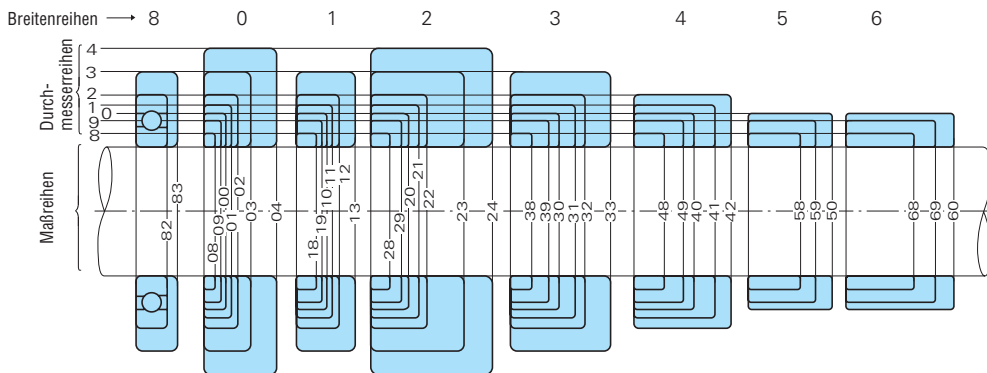 Breitenreihen → 8 0 1 2 3 4 5 6
Durch-
messerreihen
4
3
2
1
0
9
8
Maßreihen
82 83
08 09 00 01 02 03 04
18 19 10 11 12 13
28 29 20 21 22 23 24
38 39 30 31 32 33
48 49 40 41 42
58 59 50
68 69 60